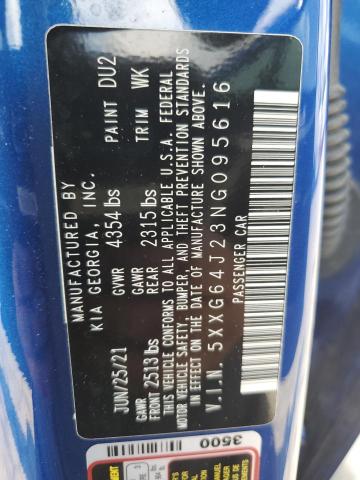 MANUFACTURED BY
KIA GEORGIA, INC.
JUN/25/21 GVWR 4354 lbs PAINT DU2
GAWR FRONT 2513 lbs GAWR REAR 2315 lbs TRIM WK
THIS VEHICLE CONFORMS TO ALL APPLICABLE U.S.A. FEDERAL
MOTOR VEHICLE SAFETY, BUMPER, AND THEFT PREVENTION STANDARDS
IN EFFECT ON THE DATE OF MANUFACTURE SHOWN ABOVE.
V.I.N. 5XXG64J23NG095616
PASSENGER CAR
3500